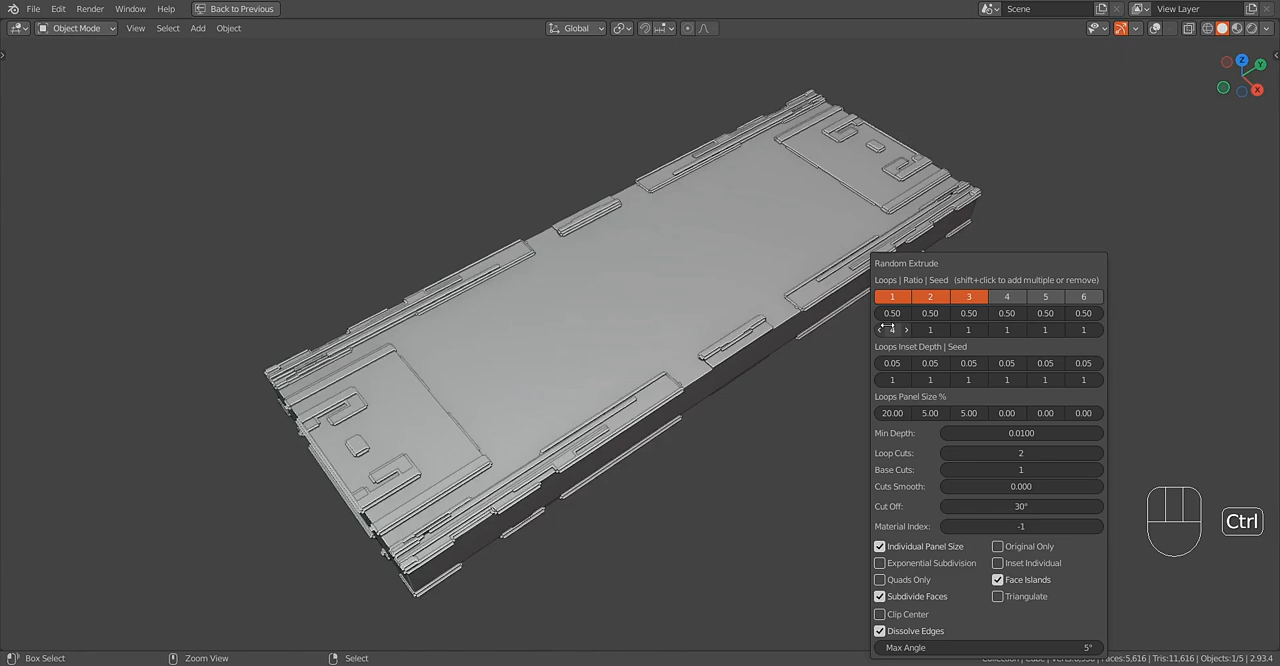 File Edit Render Window Help Back to Previous Scene View Layer
Object Mode View Select Add Object Global
Z
Y
X
Random Extrude
Loops | Ratio | Seed (shift+click to add multiple or remove)
1 2 3 4 5 6
0.50 0.50 0.50 0.50 0.50 0.50
4 1 1 1 1 1
Loops Inset Depth | Seed
0.05 0.05 0.05 0.05 0.05 0.05
1 1 1 1 1 1
Loops Panel Size %
20.00 5.00 5.00 0.00 0.00 0.00
Min Depth: 0.0100
Loop Cuts: 2
Base Cuts: 1
Cuts Smooth: 0.000
Cut Off: 30°
Material Index: -1
Individual Panel Size Original Only
Exponential Subdivision Inset Individual
Quads Only Face Islands
Subdivide Faces Triangulate
Clip Center
Dissolve Edges
Max Angle 5°
Ctrl
Box Select Zoom View Select Faces:5,616 | Tris:11,616 | Objects:1/5 | 2.93.4